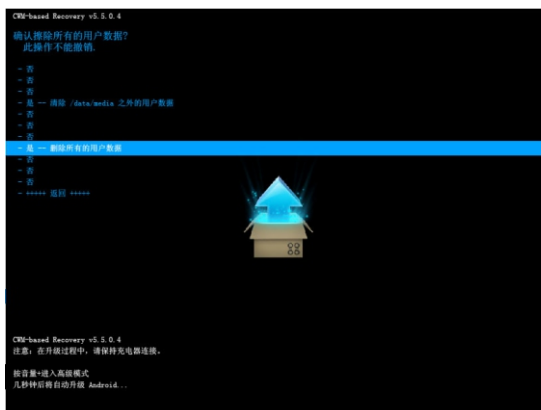 CWM-based Recovery v5.5.0.4
确认擦除所有的用户数据?
此操作不能撤销.
- 否
- 否
- 否
- 是 -- 清除 /data/media 之外的用户数据
- 否
- 否
- 否
- 是 -- 删除所有的用户数据
- 否
- 否
- 否
- +++++ 返回 +++++
CWM-based Recovery v5.5.0.4
注意: 在升级过程中, 请保持充电器连接.
按音量+进入高级模式
几秒钟后将自动升级 Android...